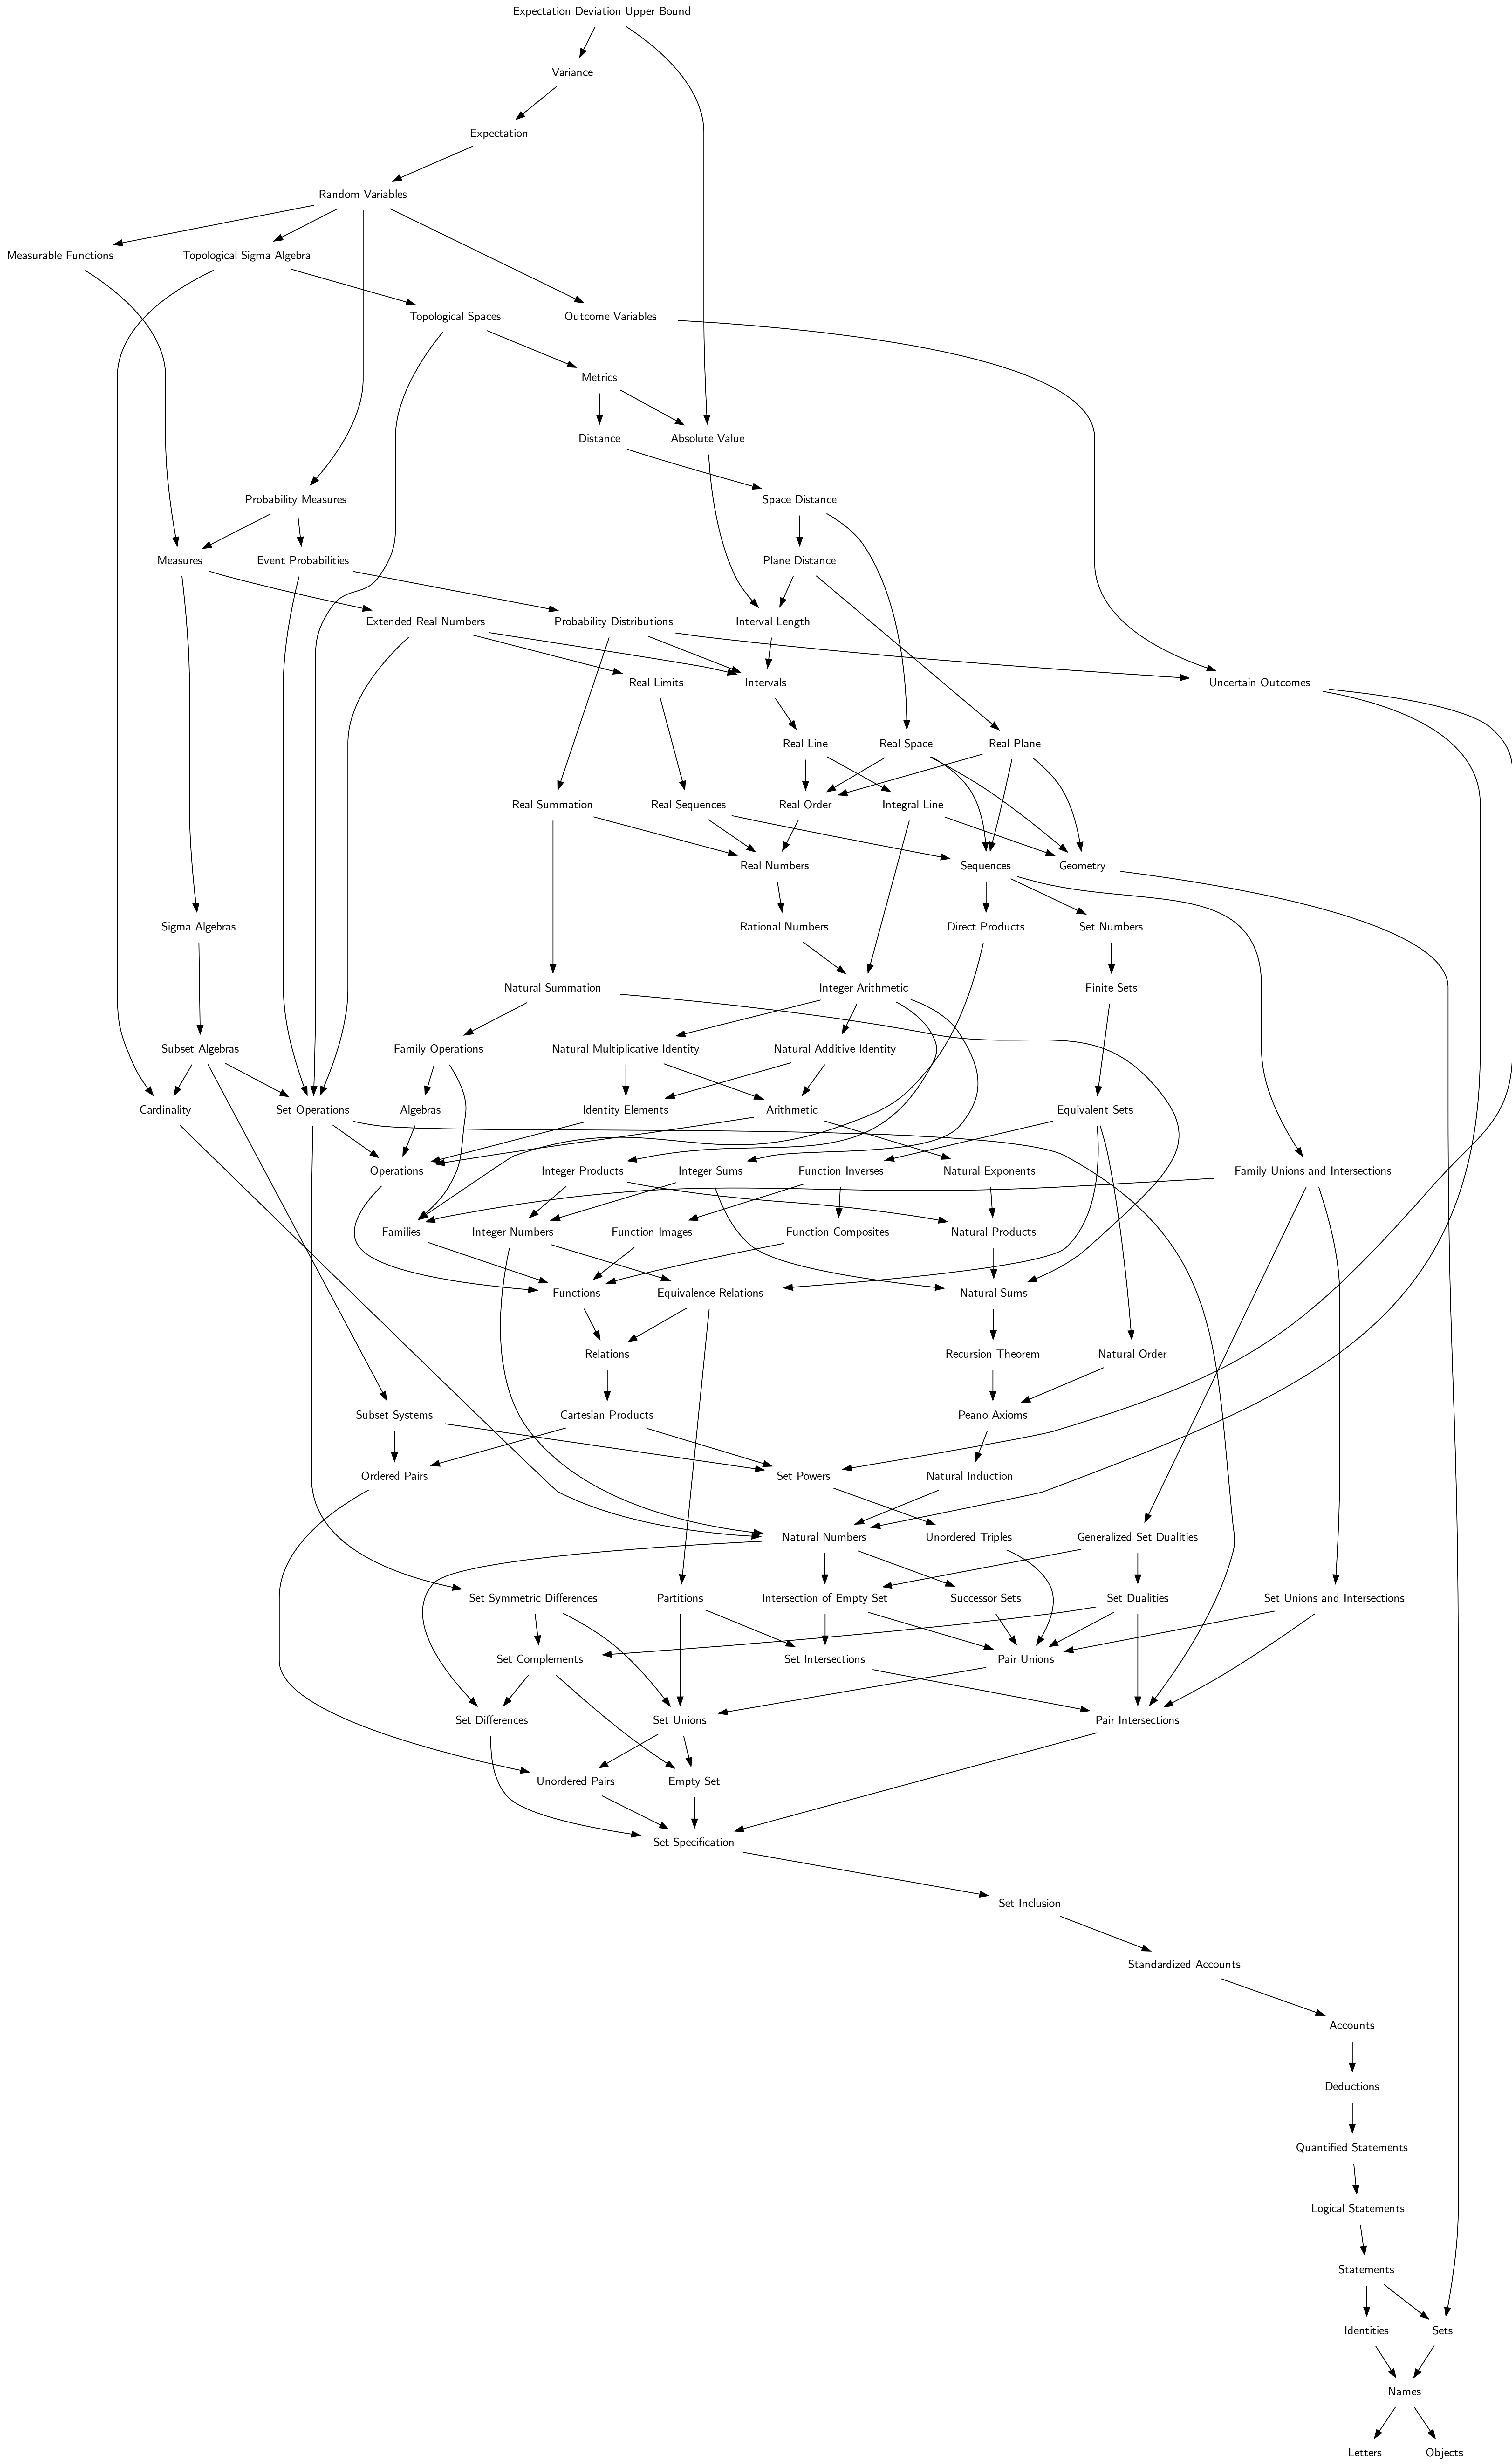 Expectation Deviation Upper Bound
Variance
Expectation
Random Variables
Measurable Functions
Topological Sigma Algebra
Topological Spaces
Outcome Variables
Metrics
Distance
Absolute Value
Probability Measures
Space Distance
Measures
Event Probabilities
Plane Distance
Extended Real Numbers
Probability Distributions
Interval Length
Real Limits
Intervals
Uncertain Outcomes
Real Line
Real Space
Real Plane
Real Summation
Real Sequences
Real Order
Integral Line
Real Numbers
Sequences
Geometry
Sigma Algebras
Rational Numbers
Direct Products
Set Numbers
Natural Summation
Integer Arithmetic
Finite Sets
Subset Algebras
Family Operations
Natural Multiplicative Identity
Natural Additive Identity
Cardinality
Set Operations
Algebras
Identity Elements
Arithmetic
Equivalent Sets
Operations
Integer Products
Integer Sums
Function Inverses
Natural Exponents
Family Unions and Intersections
Families
Integer Numbers
Function Images
Function Composites
Natural Products
Functions
Equivalence Relations
Natural Sums
Relations
Recursion Theorem
Natural Order
Subset Systems
Cartesian Products
Peano Axioms
Ordered Pairs
Set Powers
Natural Induction
Natural Numbers
Unordered Triples
Generalized Set Dualities
Set Symmetric Differences
Partitions
Intersection of Empty Set
Successor Sets
Set Dualities
Set Unions and Intersections
Set Complements
Set Intersections
Pair Unions
Set Differences
Set Unions
Pair Intersections
Unordered Pairs
Empty Set
Set Specification
Set Inclusion
Standardized Accounts
Accounts
Deductions
Quantified Statements
Logical Statements
Statements
Identities
Sets
Names
Letters
Objects